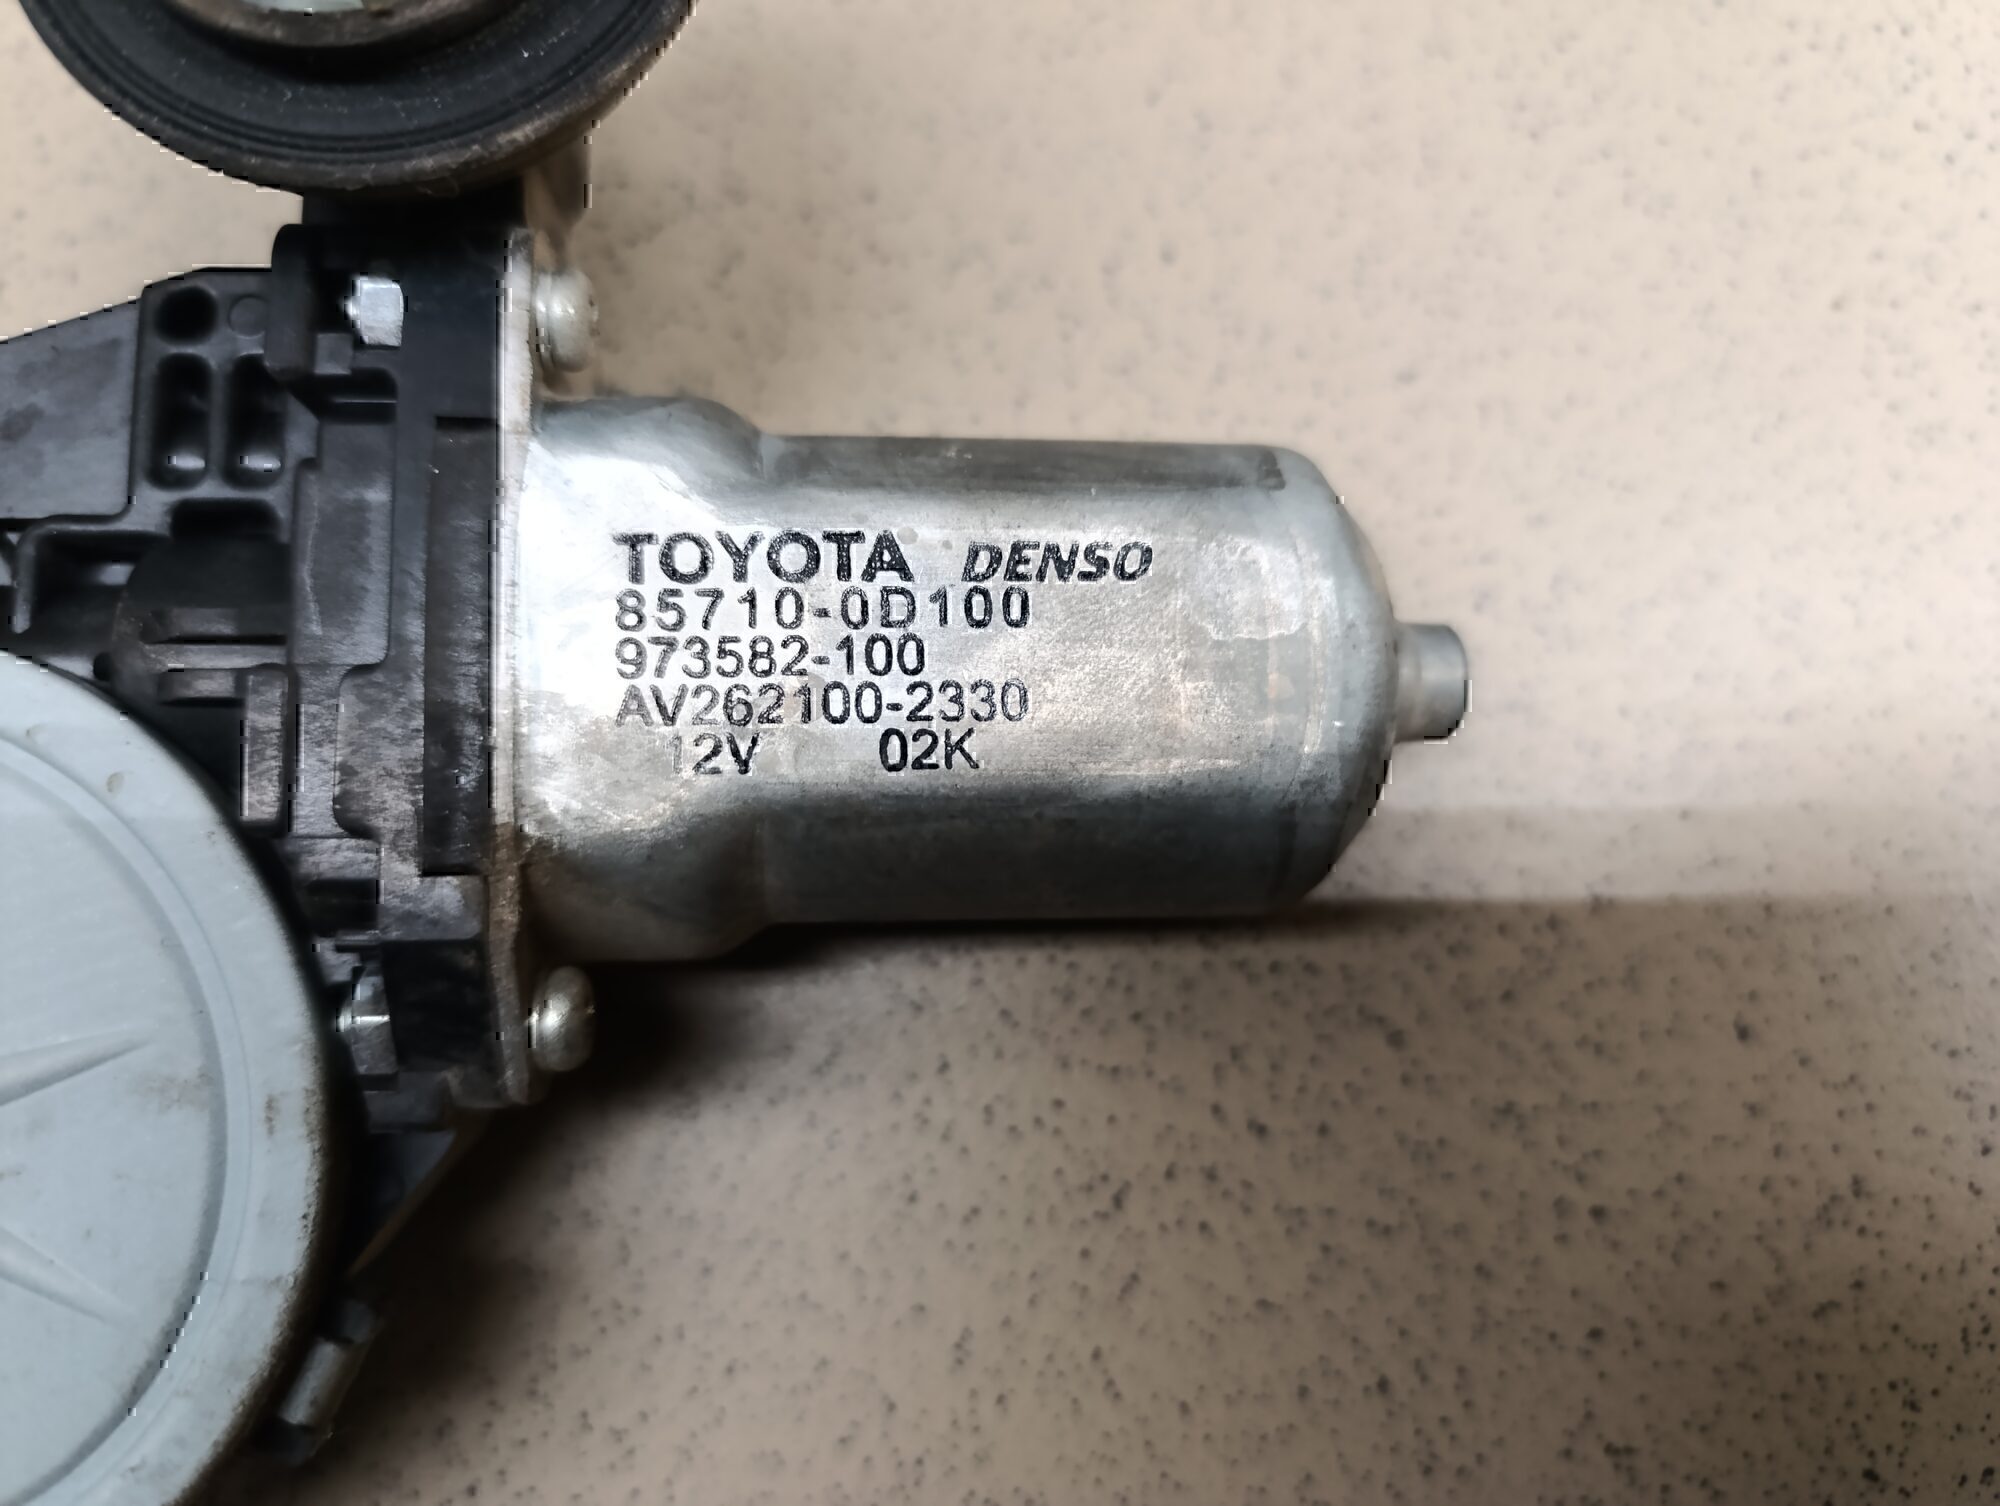 TOYOTA DENSO
85710-0D100
973582-100
AV262100-2330
12V 02K